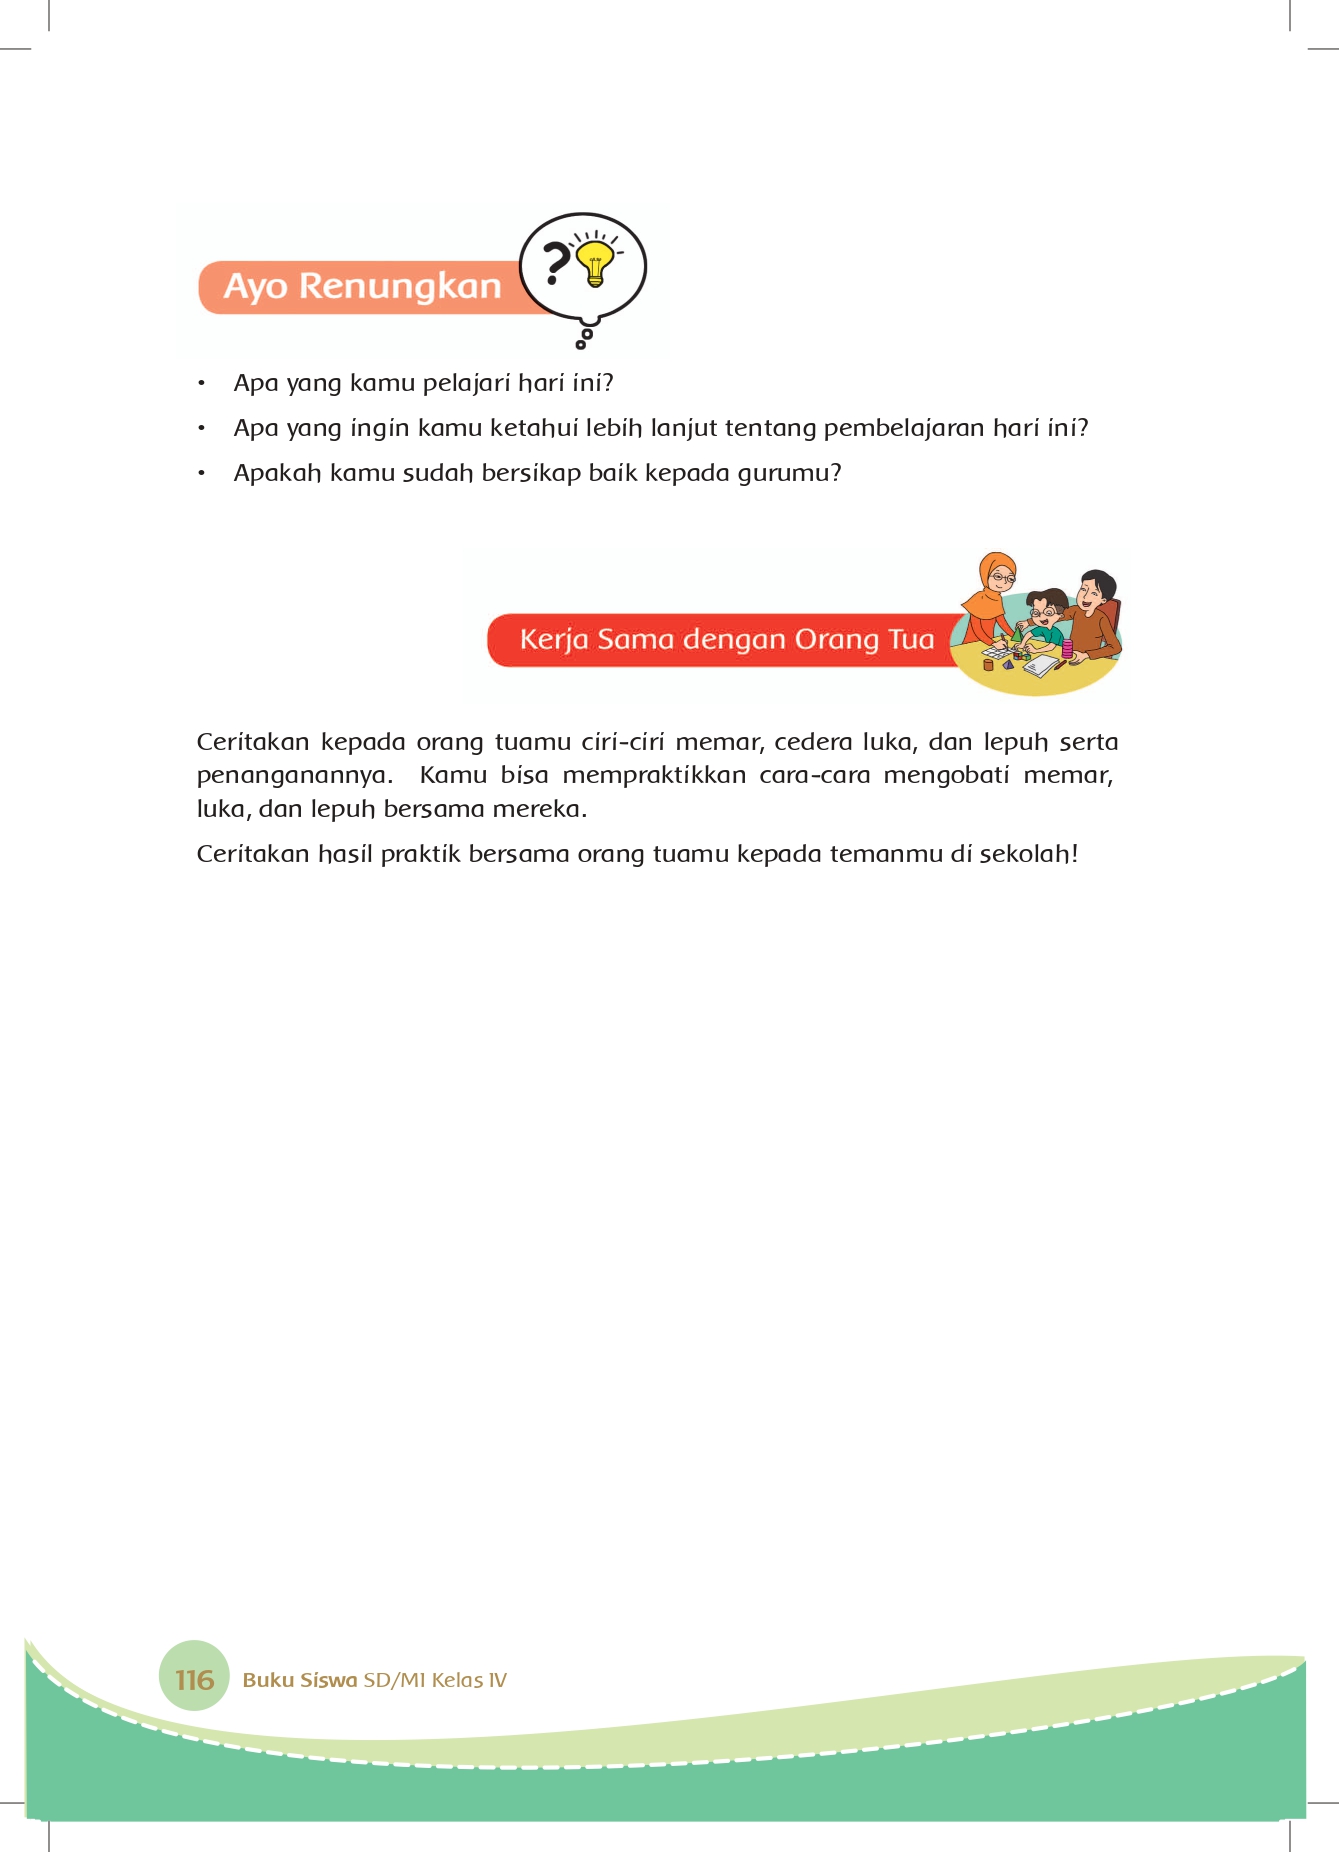 Ayo Renungkan
?
• Apa yang kamu pelajari hari ini?
• Apa yang ingin kamu ketahui lebih lanjut tentang pembelajaran hari ini?
• Apakah kamu sudah bersikap baik kepada gurumu?
Kerja Sama dengan Orang Tua
Ceritakan kepada orang tuamu ciri-ciri memar, cedera luka, dan lepuh serta
penanganannya. Kamu bisa mempraktikkan cara-cara mengobati memar,
luka, dan lepuh bersama mereka.
Ceritakan hasil praktik bersama orang tuamu kepada temanmu di sekolah!
116 Buku Siswa SD/MI Kelas IV